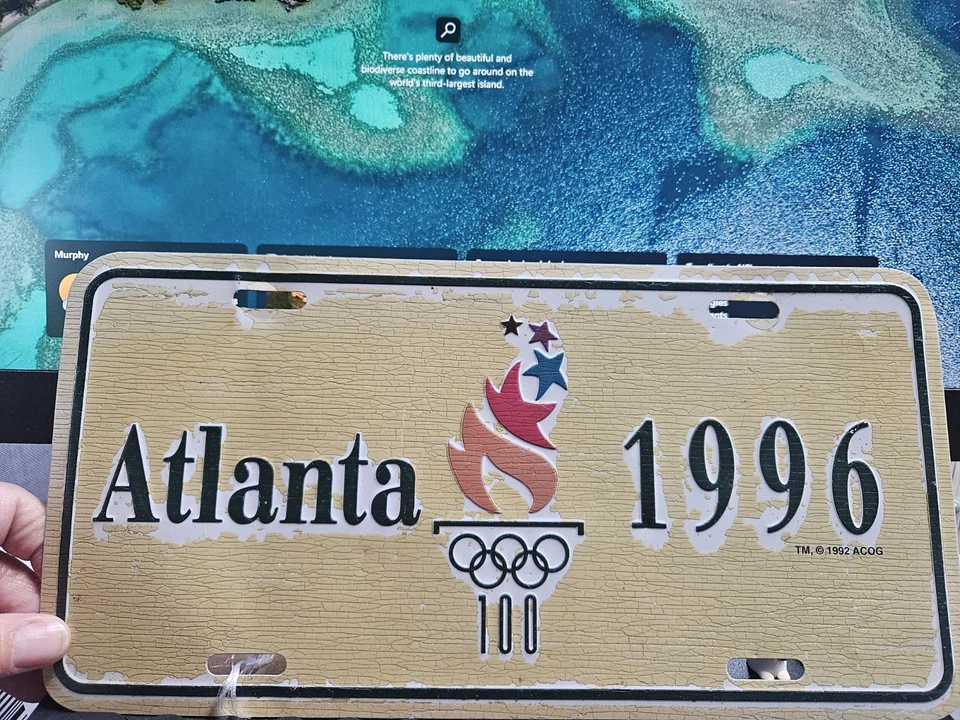 There's plenty of beautiful and
biodiverse coastline to go around on the
world's third-largest island.
Murphy
Atlanta 1996
TM, © 1992 ACOG
100